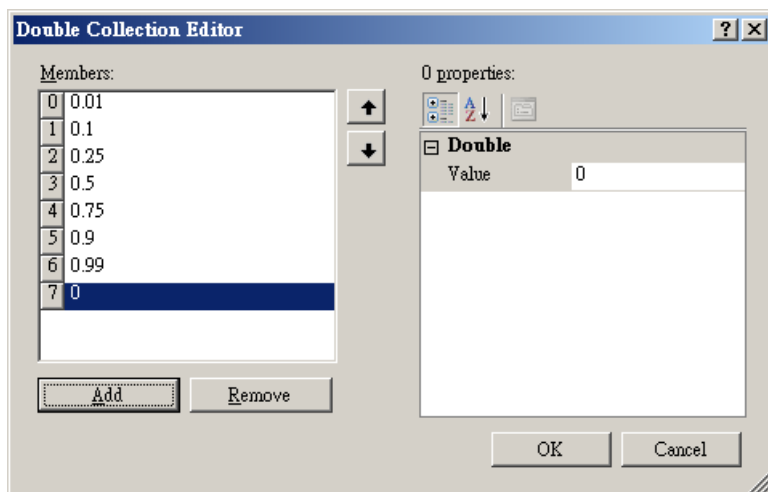 Double Collection Editor
Members:
0 0.01
1 0.1
2 0.25
3 0.5
4 0.75
5 0.9
6 0.99
7 0
Add Remove
0 properties:
Double
Value 0
OK Cancel